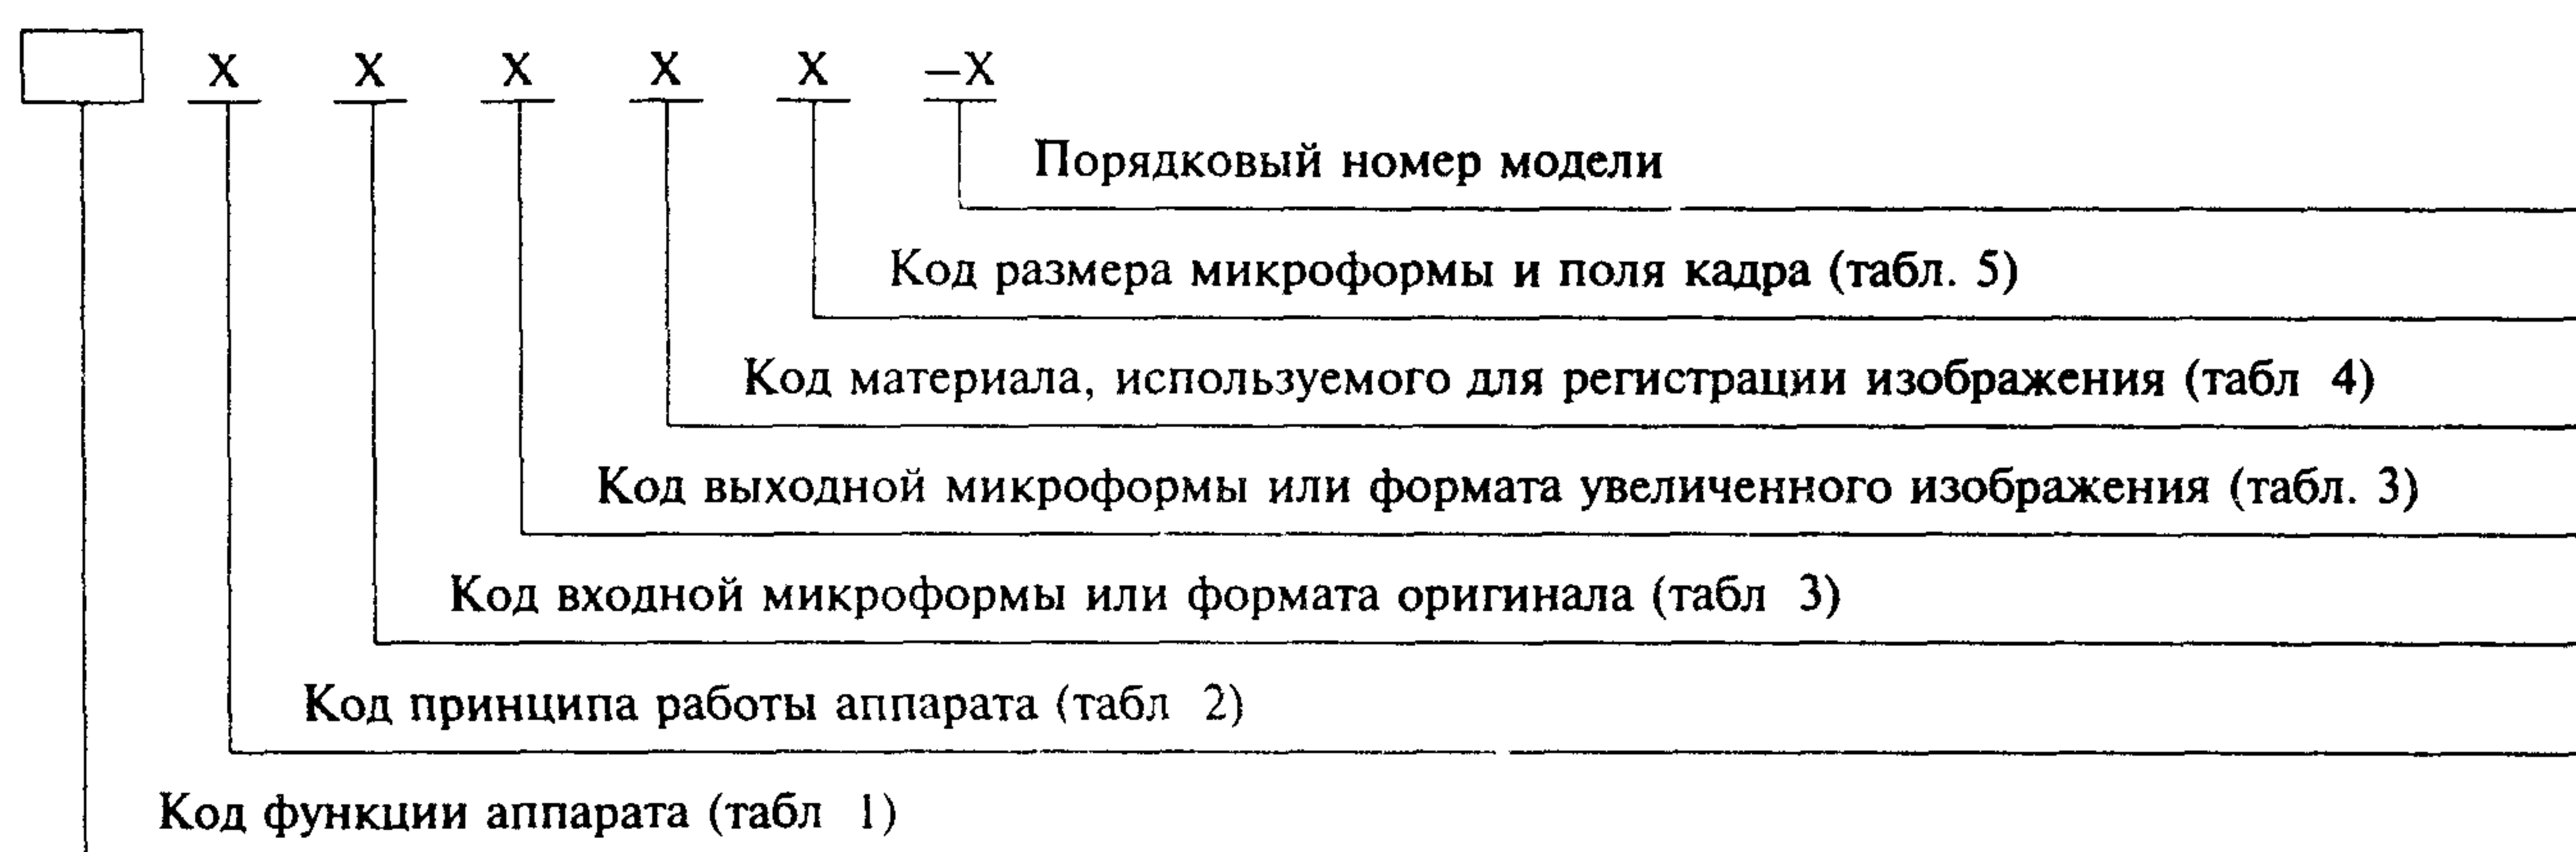 X X X X X —X
Порядковый номер модели
Код размера микроформы и поля кадра (табл. 5)
Код материала, используемого для регистрации изображения (табл 4)
Код выходной микроформы или формата увеличенного изображения (табл. 3)
Код входной микроформы или формата оригинала (табл 3)
Код принципа работы аппарата (табл 2)
Код функции аппарата (табл 1)